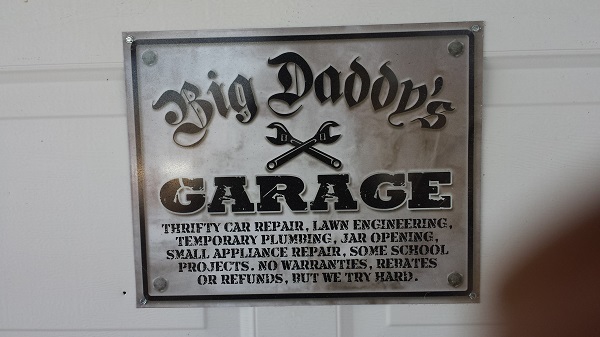 Big Daddy's
GARAGE
THRIFTY CAR REPAIR, LAWN ENGINEERING,
TEMPORARY PLUMBING, JAR OPENING,
SMALL APPLIANCE REPAIR, SOME SCHOOL
PROJECTS. NO WARRANTIES, REBATES
OR REFUNDS, BUT WE TRY HARD.